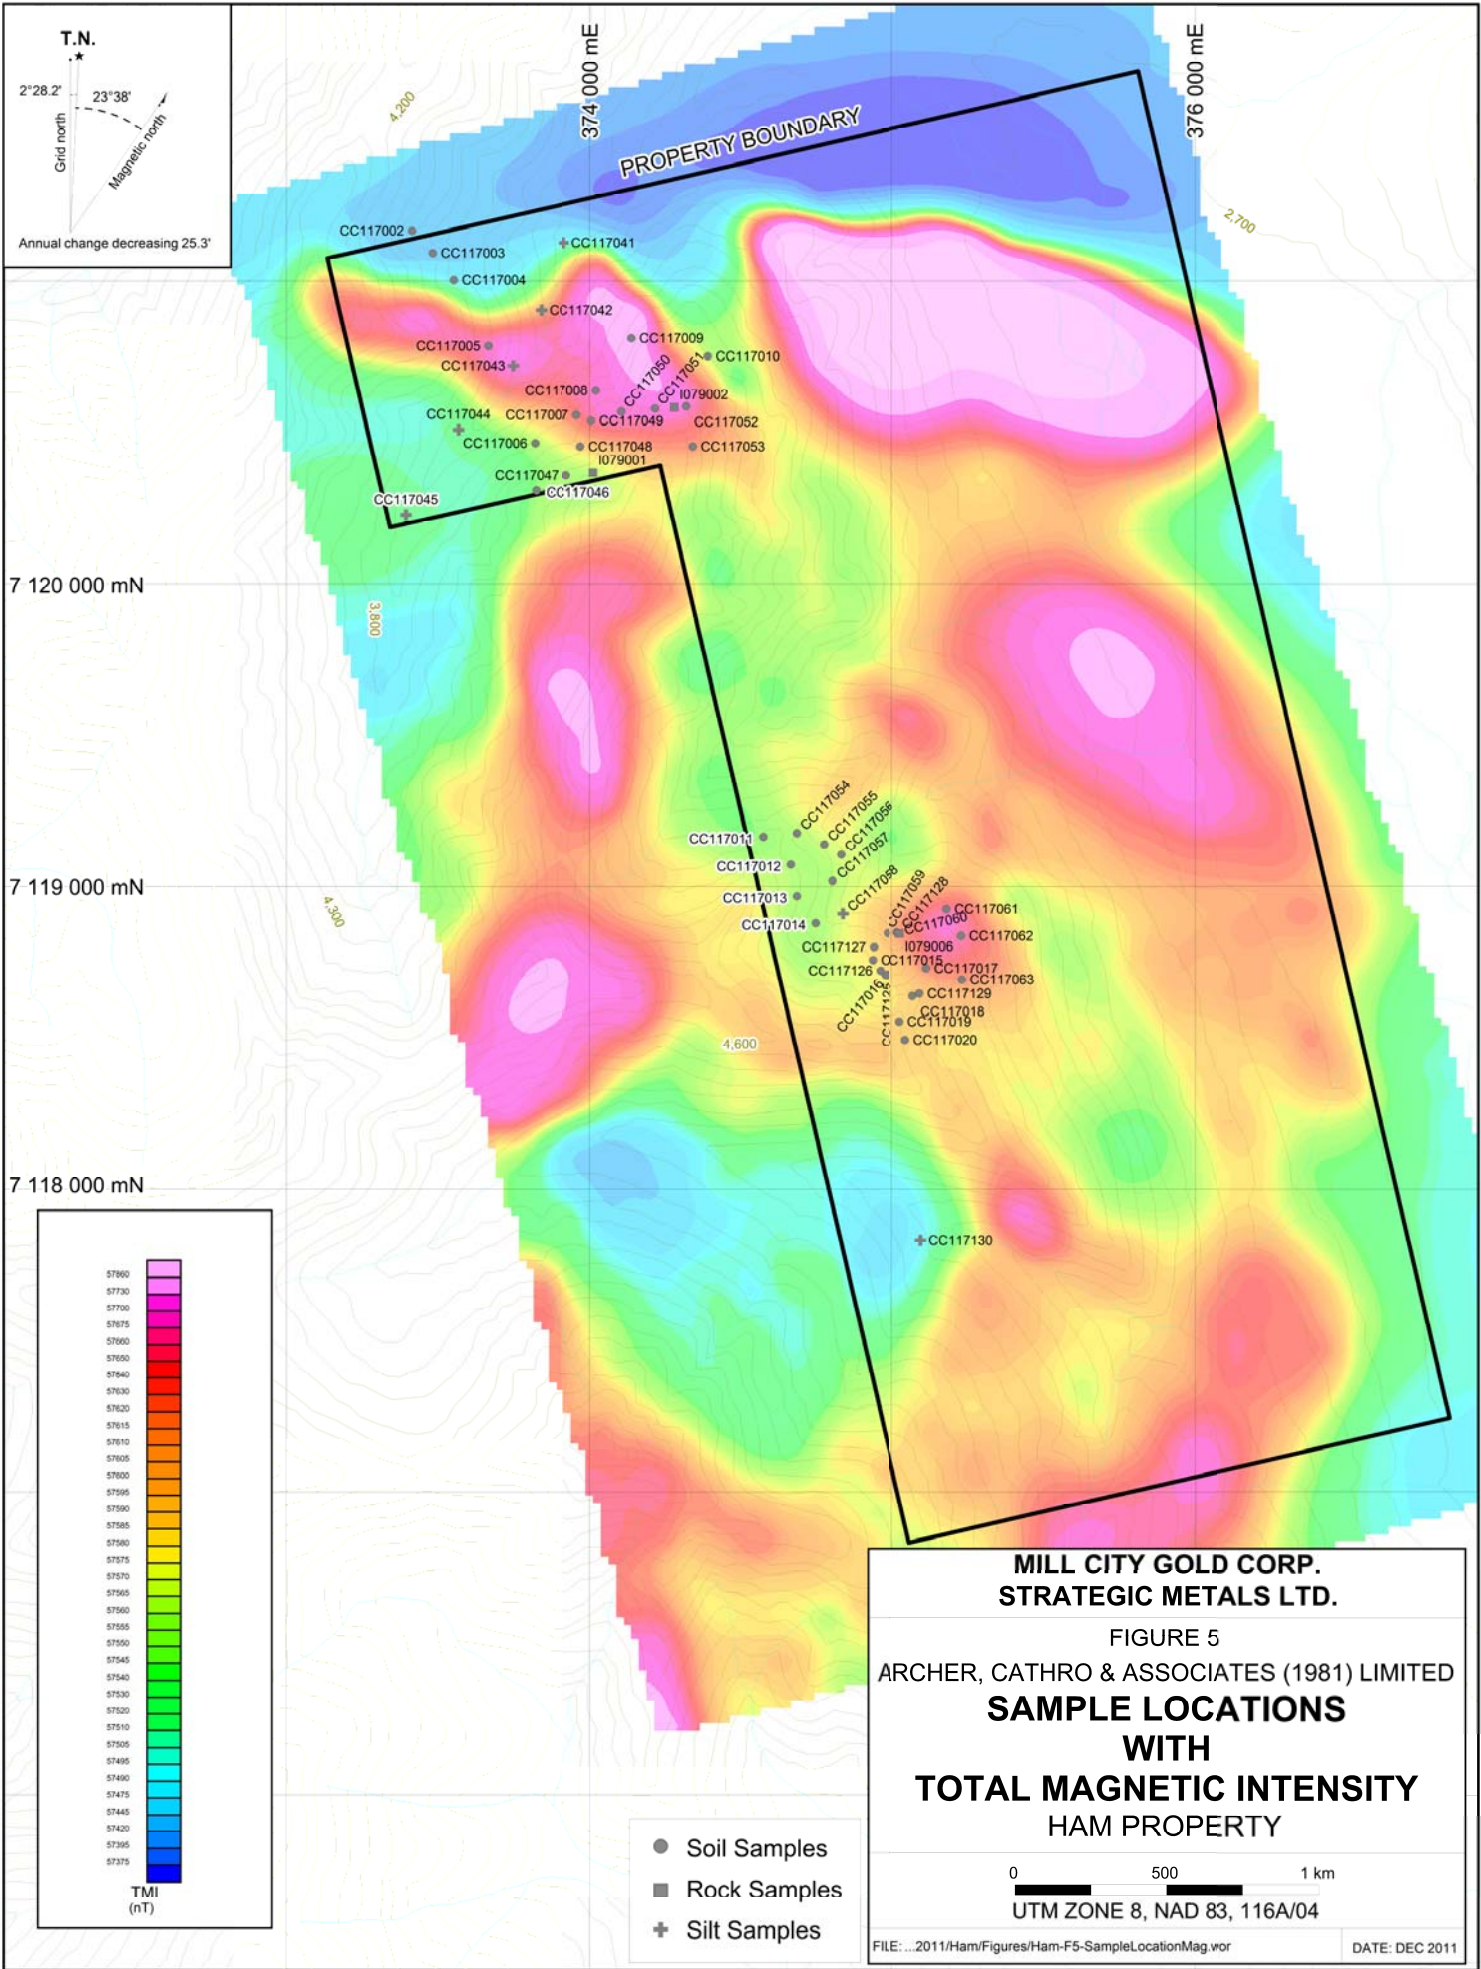 T.N.
2°28.2'
23°38'
Grid north
Magnetic north
Annual change decreasing 25.3'
374 000 mE
376 000 mE
4,200
2,700
PROPERTY BOUNDARY
CC117002
CC117003
CC117004
CC117041
CC117042
CC117009
CC117005
CC117043
CC117010
CC117050
CC117051
CC117008
I079002
CC117044
CC117007
CC117049
CC117052
CC117006
CC117048
CC117053
I079001
CC117047
CC117046
CC117045
7 120 000 mN
3,800
CC117054
CC117055
CC117056
CC117057
CC117011
CC117012
CC117013
CC117014
CC117058
CC117059
CC117128
CC117060
CC117061
CC117062
7 119 000 mN
4,300
CC117127
I079006
CC117015
CC117126
CC117017
CC117063
CC117016
CC117125
CC117129
CC117018
CC117019
CC117020
4,600
7 118 000 mN
CC117130
57860
57730
57700
57675
57660
57650
57640
57630
57620
57615
57610
57605
57600
57595
57590
57585
57580
57575
57570
57565
57560
57555
57550
57545
57540
57530
57520
57510
57505
57495
57490
57475
57445
57420
57395
57375
TMI
(nT)
Soil Samples
Rock Samples
Silt Samples
MILL CITY GOLD CORP.
STRATEGIC METALS LTD.
FIGURE 5
ARCHER, CATHRO & ASSOCIATES (1981) LIMITED
SAMPLE LOCATIONS
WITH
TOTAL MAGNETIC INTENSITY
HAM PROPERTY
0 500 1 km
UTM ZONE 8, NAD 83, 116A/04
FILE: ...2011/Ham/Figures/Ham-F5-SampleLocationMag.wor
DATE: DEC 2011